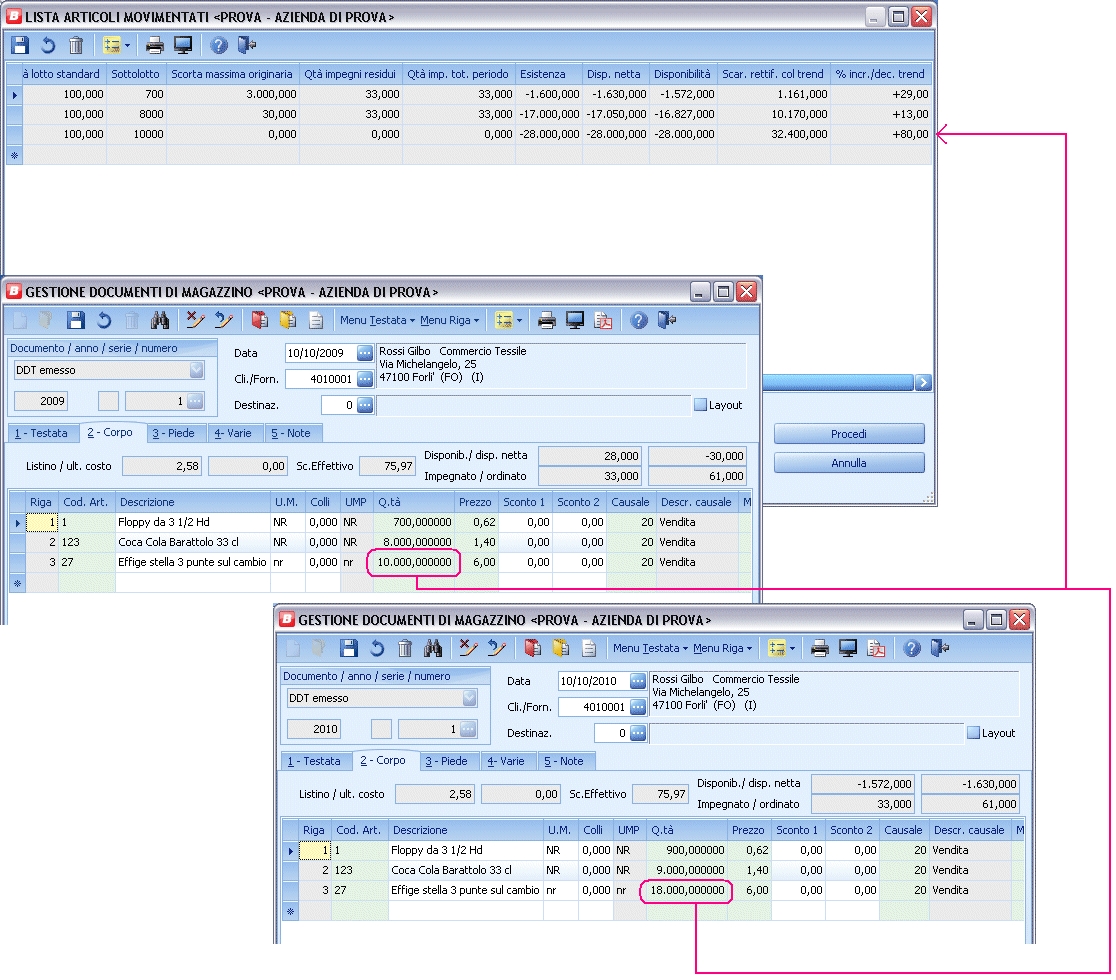 LISTA ARTICOLI MOVIMENTATI <PROVA - AZIENDA DI PROVA>
à lotto standard Sottolotto Scorta massima originaria Qtà impegni residui Qtà imp. tot. periodo Esistenza Disp. netta Disponibilità Scar. rettif. col trend % incr./dec. trend
100,000 700 3.000,000 33,000 33,000 -1.600,000 -1.630,000 -1.572,000 1.161,000 +29,00
100,000 8000 30,000 33,000 33,000 -17.000,000 -17.050,000 -16.827,000 10.170,000 +13,00
100,000 10000 0,000 0,000 0,000 -28.000,000 -28.000,000 -28.000,000 32.400,000 +80,00
GESTIONE DOCUMENTI DI MAGAZZINO <PROVA - AZIENDA DI PROVA>
Menu Testata Menu Riga
Documento / anno / serie / numero
DDT emesso
2009 1
Data 10/10/2009 Rossi Gilbo Commercio Tessile
Via Michelangelo, 25
Cli./Forn. 4010001 47100 Forli' (FO) (I)
Destinaz. 0 Layout
1 - Testata 2 - Corpo 3 - Piede 4- Varie 5 - Note
Procedi
Annulla
Listino / ult. costo 2,58 0,00 Sc.Effettivo 75,97
Disponib./ disp. netta 28,000 -30,000
Impegnato / ordinato 33,000 61,000
Riga Cod. Art. Descrizione U.M. Colli UMP Q.tà Prezzo Sconto 1 Sconto 2 Causale Descr. causale M
1 1 Floppy da 3 1/2 Hd NR 0,000 NR 700,000000 0,62 0,00 0,00 20 Vendita
2 123 Coca Cola Barattolo 33 cl NR 0,000 NR 8.000,000000 1,40 0,00 0,00 20 Vendita
3 27 Effige stella 3 punte sul cambio nr 0,000 nr 10.000,000000 6,00 0,00 0,00 20 Vendita
GESTIONE DOCUMENTI DI MAGAZZINO <PROVA - AZIENDA DI PROVA>
Menu Testata Menu Riga
Documento / anno / serie / numero
DDT emesso
2010 1
Data 10/10/2010 Rossi Gilbo Commercio Tessile
Via Michelangelo, 25
Cli./Forn. 4010001 47100 Forli' (FO) (I)
Destinaz. 0 Layout
1 - Testata 2 - Corpo 3 - Piede 4- Varie 5 - Note
Listino / ult. costo 2,58 0,00 Sc.Effettivo 75,97
Disponib./ disp. netta -1.572,000 -1.630,000
Impegnato / ordinato 33,000 61,000
Riga Cod. Art. Descrizione U.M. Colli UMP Q.tà Prezzo Sconto 1 Sconto 2 Causale Descr. causale M
1 1 Floppy da 3 1/2 Hd NR 0,000 NR 900,000000 0,62 0,00 0,00 20 Vendita
2 123 Coca Cola Barattolo 33 cl NR 0,000 NR 9.000,000000 1,40 0,00 0,00 20 Vendita
3 27 Effige stella 3 punte sul cambio nr 0,000 nr 18.000,000000 6,00 0,00 0,00 20 Vendita